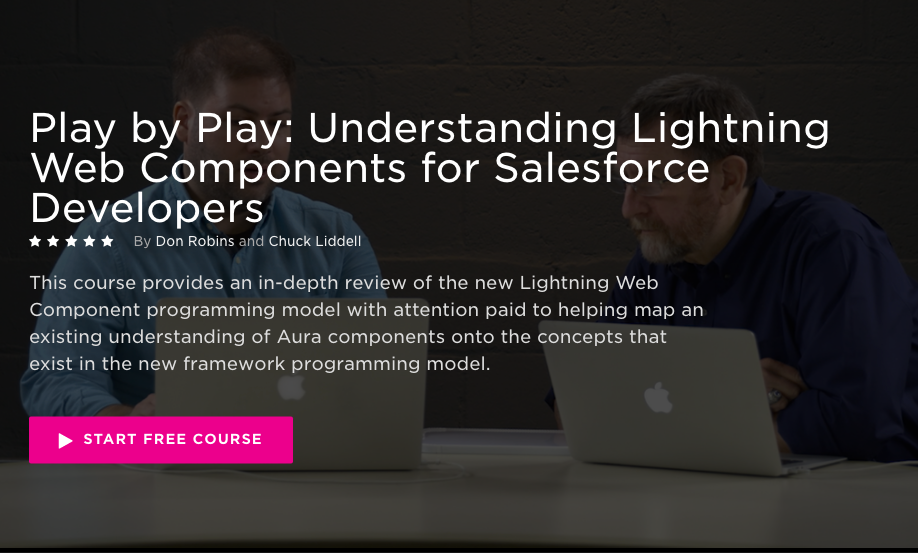 Play by Play: Understanding Lightning
Web Components for Salesforce
Developers
By Don Robins and Chuck Liddell
This course provides an in-depth review of the new Lightning Web
Component programming model with attention paid to helping map an
existing understanding of Aura components onto the concepts that
exist in the new framework programming model.
START FREE COURSE